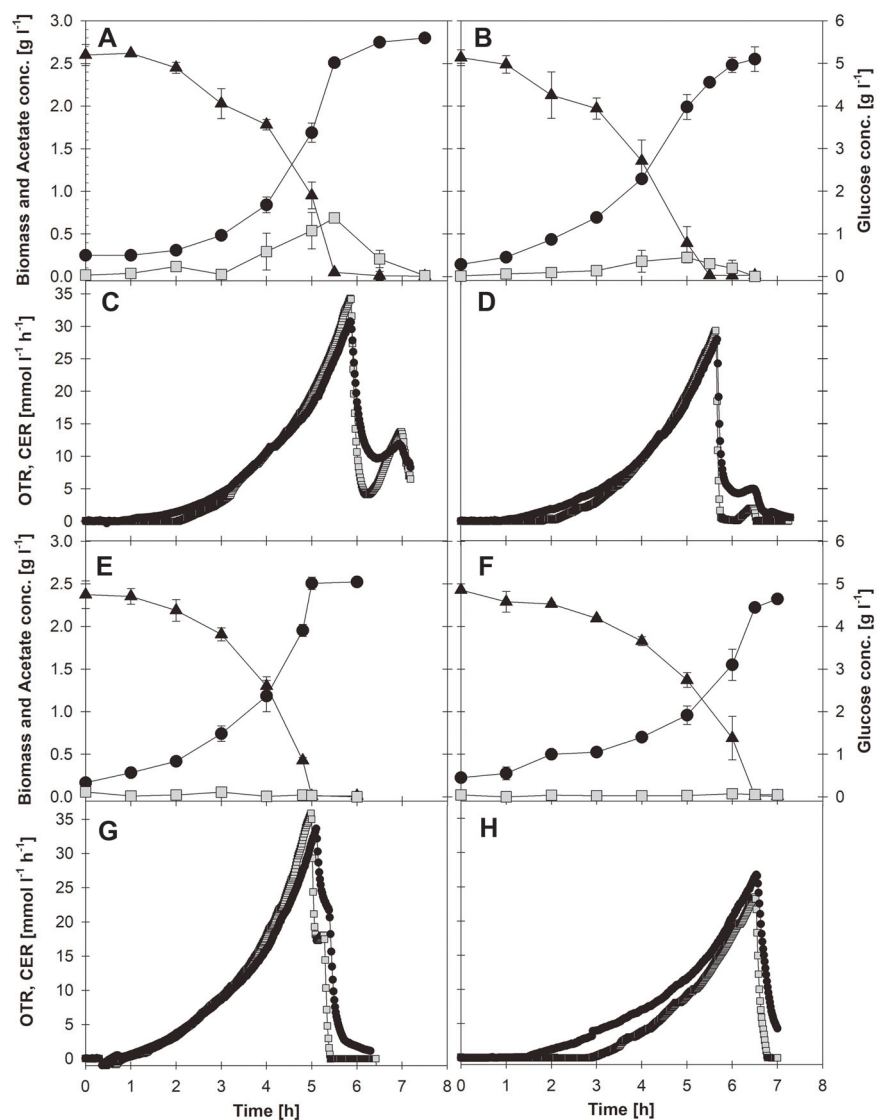 A B
3.0 2.5 2.0 1.5 1.0 0.5 0.0
Biomass and Acetate conc. [g l⁻¹]
6 5 4 3 2 1 0
Glucose conc. [g l⁻¹]
C D
35 30 25 20 15 10 5 0
OTR, CER [mmol l⁻¹ h⁻¹]
E F
3.0 2.5 2.0 1.5 1.0 0.5 0.0
Biomass and Acetate conc. [g l⁻¹]
6 5 4 3 2 1 0
Glucose conc. [g l⁻¹]
G H
35 30 25 20 15 10 5 0
OTR, CER [mmol l⁻¹ h⁻¹]
0 1 2 3 4 5 6 7 0 1 2 3 4 5 6 7 8
Time [h] Time [h]